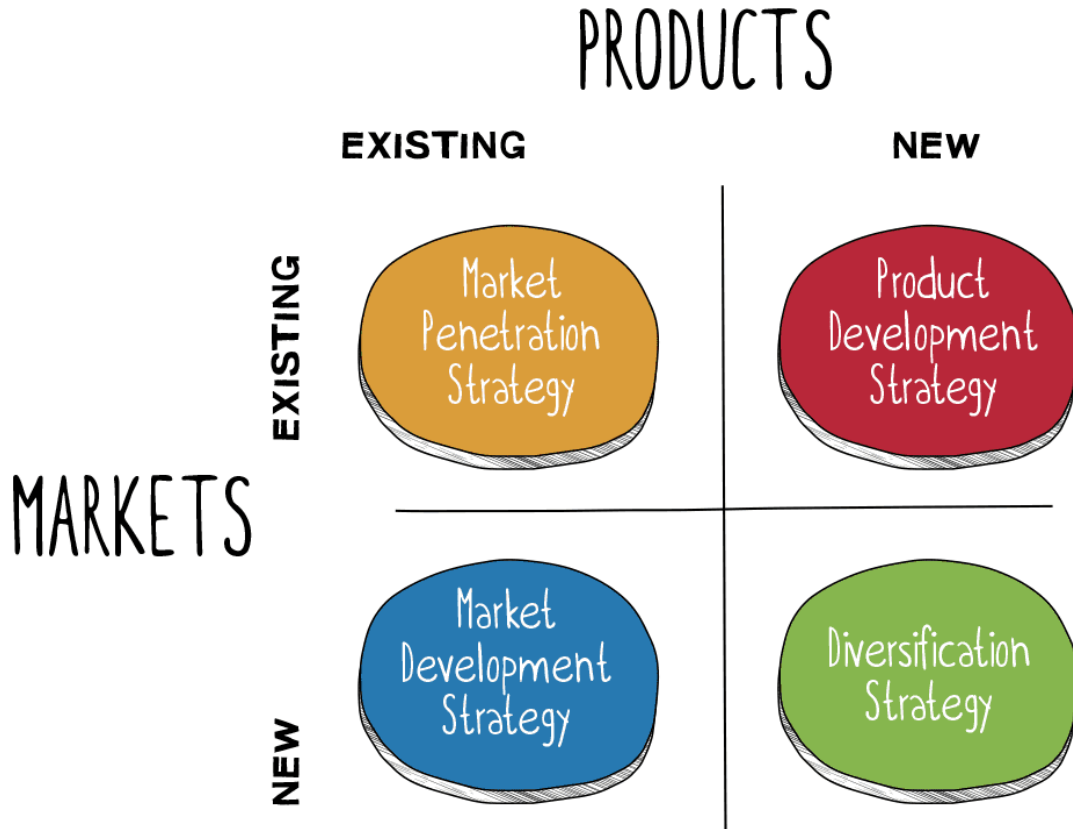 PRODUCTS
EXISTING
NEW
EXISTING
Market
Penetration
Strategy
Product
Development
Strategy
MARKETS
NEW
Market
Development
Strategy
Diversification
Strategy